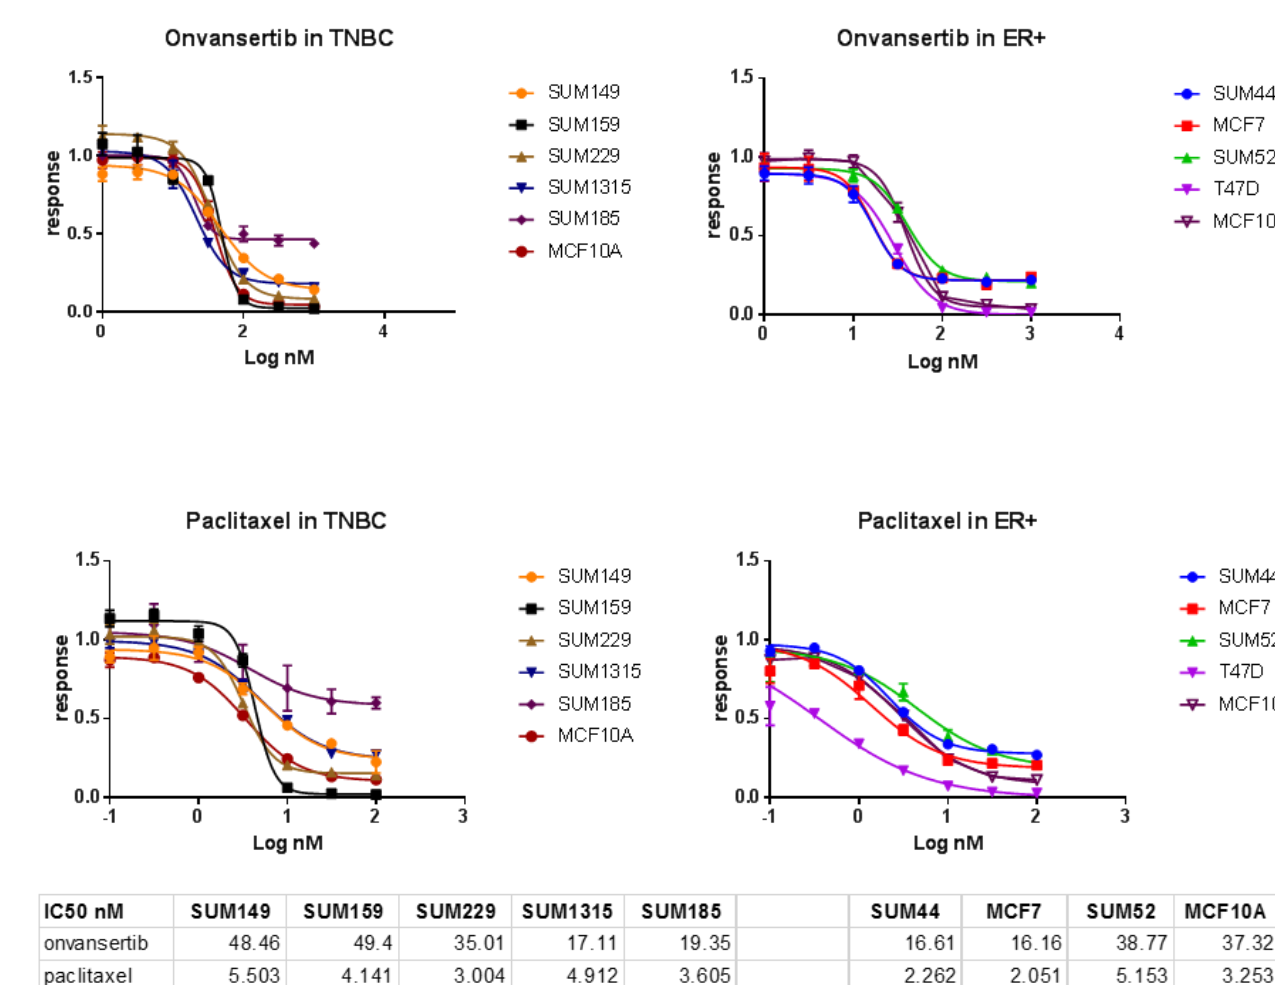 Onvansertib in TNBC
1.5
1.0
0.5
0.0
response
0
2
4
Log nM
SUM149
SUM159
SUM229
SUM1315
SUM185
MCF10A
Onvansertib in ER+
1.5
1.0
0.5
0.0
response
0
1
2
3
4
Log nM
SUM44
MCF7
SUM52
T47D
MCF10
Paclitaxel in TNBC
1.5
1.0
0.5
0.0
response
-1
0
1
2
3
Log nM
SUM149
SUM159
SUM229
SUM1315
SUM185
MCF10A
Paclitaxel in ER+
1.5
1.0
0.5
0.0
response
-1
0
1
2
3
Log nM
SUM44
MCF7
SUM52
T47D
MCF10
IC50 nM SUM149 SUM159 SUM229 SUM1315 SUM185 SUM44 MCF7 SUM52 MCF10A
onvansertib 48.46 49.4 35.01 17.11 19.35 16.61 16.16 38.77 37.32
paclitaxel 5.503 4.141 3.004 4.912 3.605 2.262 2.051 5.153 3.253